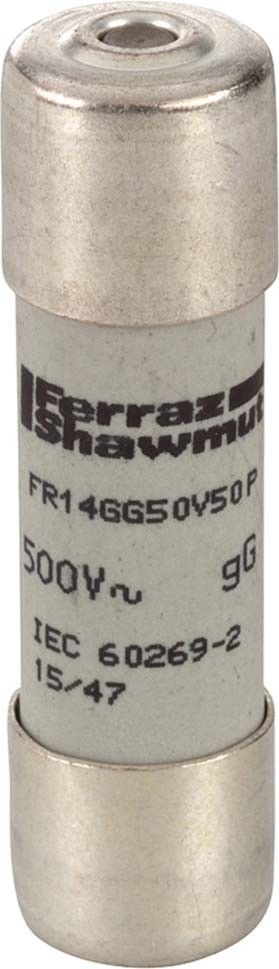 Ferraz
Shawmut
FR14GG50V50P
500V~ gG
IEC 60269-2
15/47